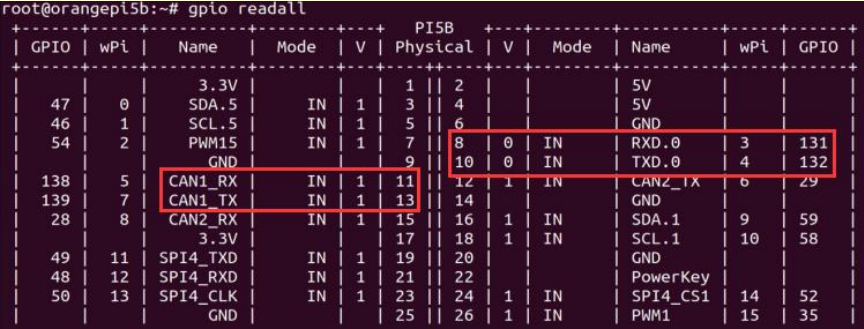 root@orangepi5b:~# gpio readall
+------+-----+----------+--------+---+   PI5B   +---+--------+----------+-----+------+
| GPIO | wPi |   Name   |  Mode  | V | Physical | V |  Mode  | Name     | wPi | GPIO |
+------+-----+----------+--------+---+----++----+---+--------+----------+-----+------+
|      |     |     3.3V |        |   |  1 || 2  |   |        | 5V       |     |      |
|   47 |   0 |    SDA.5 |     IN | 1 |  3 || 4  |   |        | 5V       |     |      |
|   46 |   1 |    SCL.5 |     IN | 1 |  5 || 6  |   |        | GND      |     |      |
|   54 |   2 |    PWM15 |     IN | 1 |  7 || 8  | 0 | IN     | RXD.0    | 3   | 131  |
|      |     |      GND |        |   |  9 || 10 | 0 | IN     | TXD.0    | 4   | 132  |
|  138 |   5 |  CAN1_RX |     IN | 1 | 11 || 12 | 1 | IN     | CAN2_TX  | 6   | 29   |
|  139 |   7 |  CAN1_TX |     IN | 1 | 13 || 14 |   |        | GND      |     |      |
|   28 |   8 |  CAN2_RX |     IN | 1 | 15 || 16 | 1 | IN     | SDA.1    | 9   | 59   |
|      |     |     3.3V |        |   | 17 || 18 | 1 | IN     | SCL.1    | 10  | 58   |
|   49 |  11 | SPI4_TXD |     IN | 1 | 19 || 20 |   |        | GND      |     |      |
|   48 |  12 | SPI4_RXD |     IN | 1 | 21 || 22 |   |        | PowerKey |     |      |
|   50 |  13 | SPI4_CLK |     IN | 1 | 23 || 24 | 1 | IN     | SPI4_CS1 | 14  | 52   |
|      |     |      GND |        |   | 25 || 26 | 1 | IN     | PWM1     | 15  | 35   |